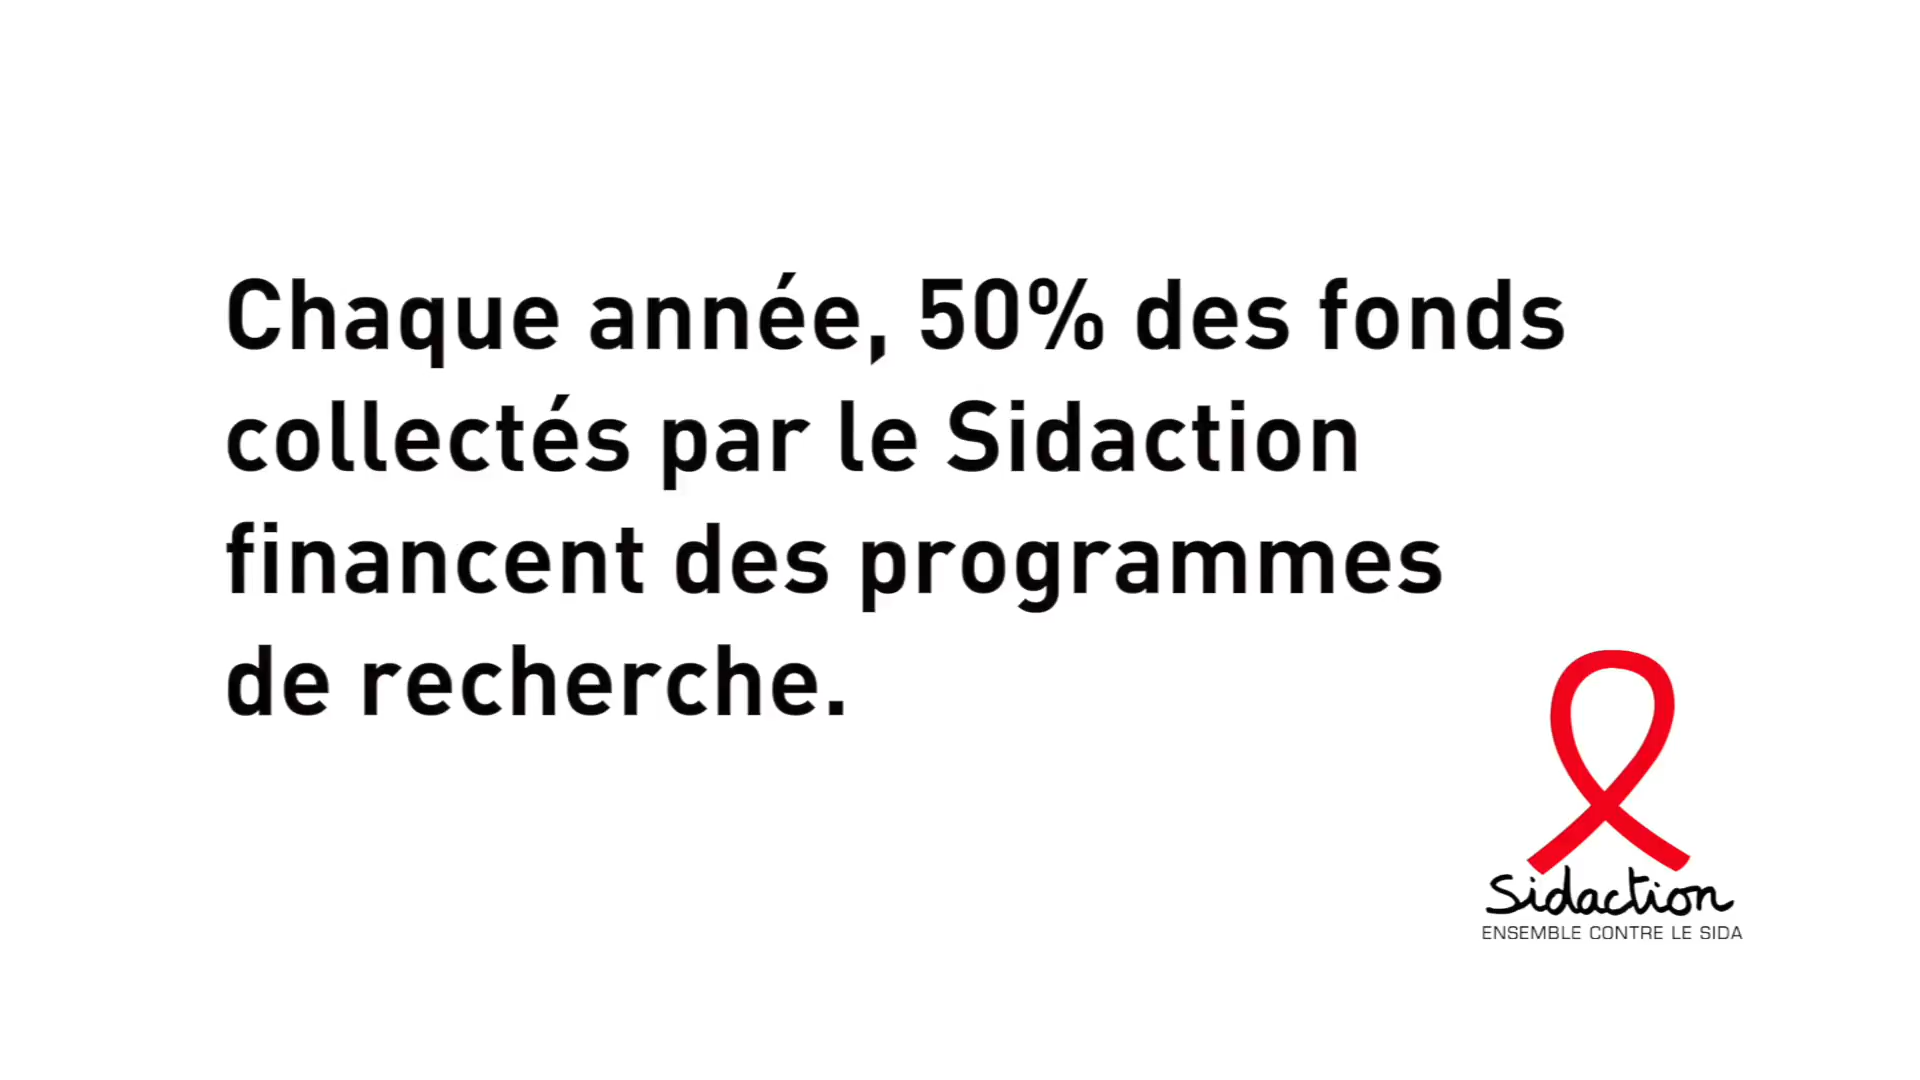 Chaque année, 50% des fonds
collectés par le Sidaction
financent des programmes
de recherche.
Sidaction
ENSEMBLE CONTRE LE SIDA